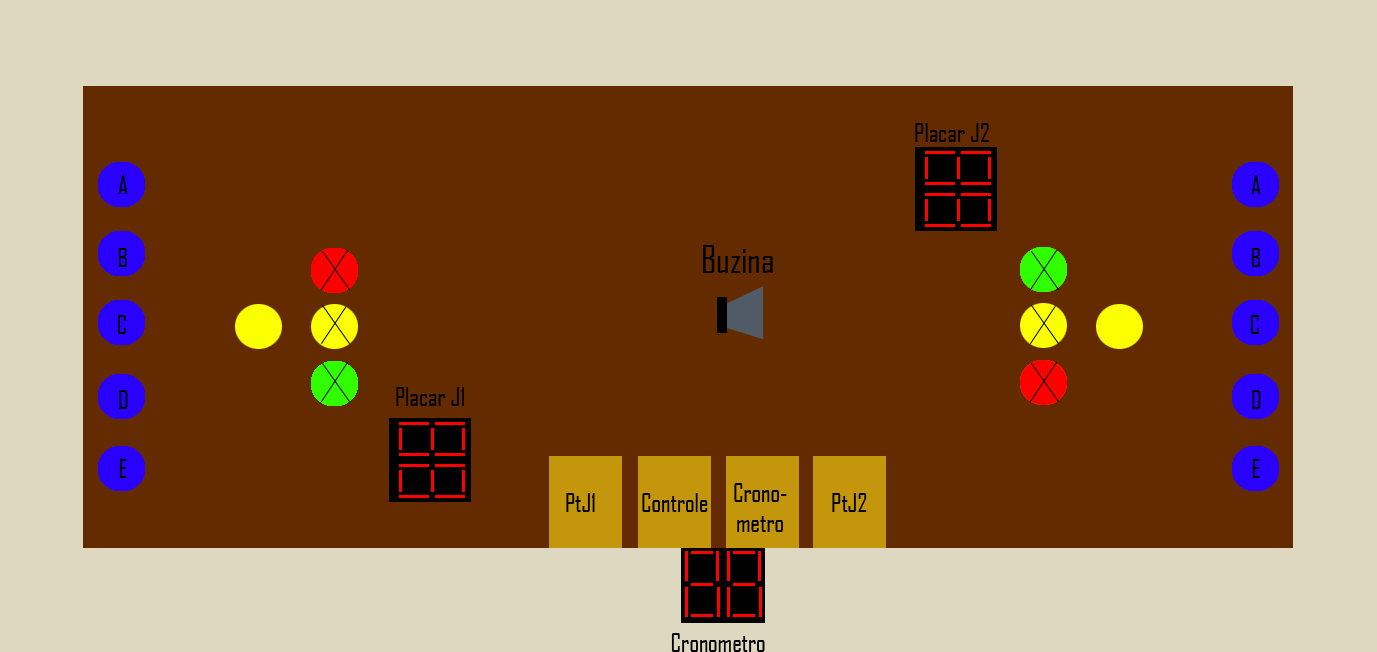 Placar J2
A
A
B
B
Buzina
C
C
Placar J1
D
D
E
E
PtJ1
Controle
Crono-
metro
PtJ2
Cronometro